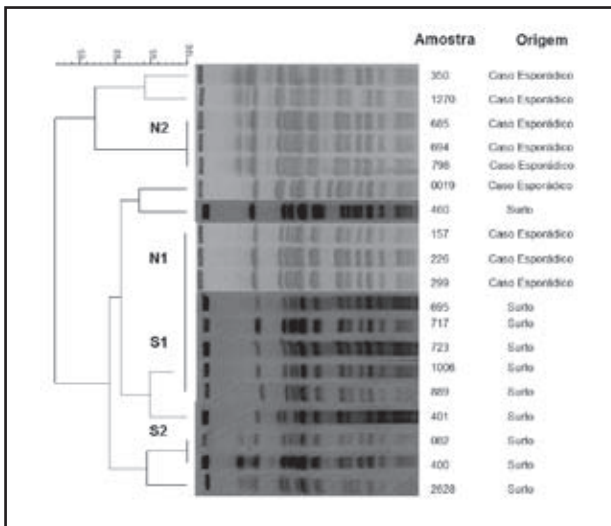 Amostra Origem
350 Caso Esporádico
1270 Caso Esporádico
N2
685 Caso Esporádico
694 Caso Esporádico
798 Caso Esporádico
0019 Caso Esporádico
460 Surto
157 Caso Esporádico
N1
226 Caso Esporádico
299 Caso Esporádico
695 Surto
717 Surto
S1
723 Surto
1006 Surto
889 Surto
401 Surto
S2
082 Surto
400 Surto
2628 Surto